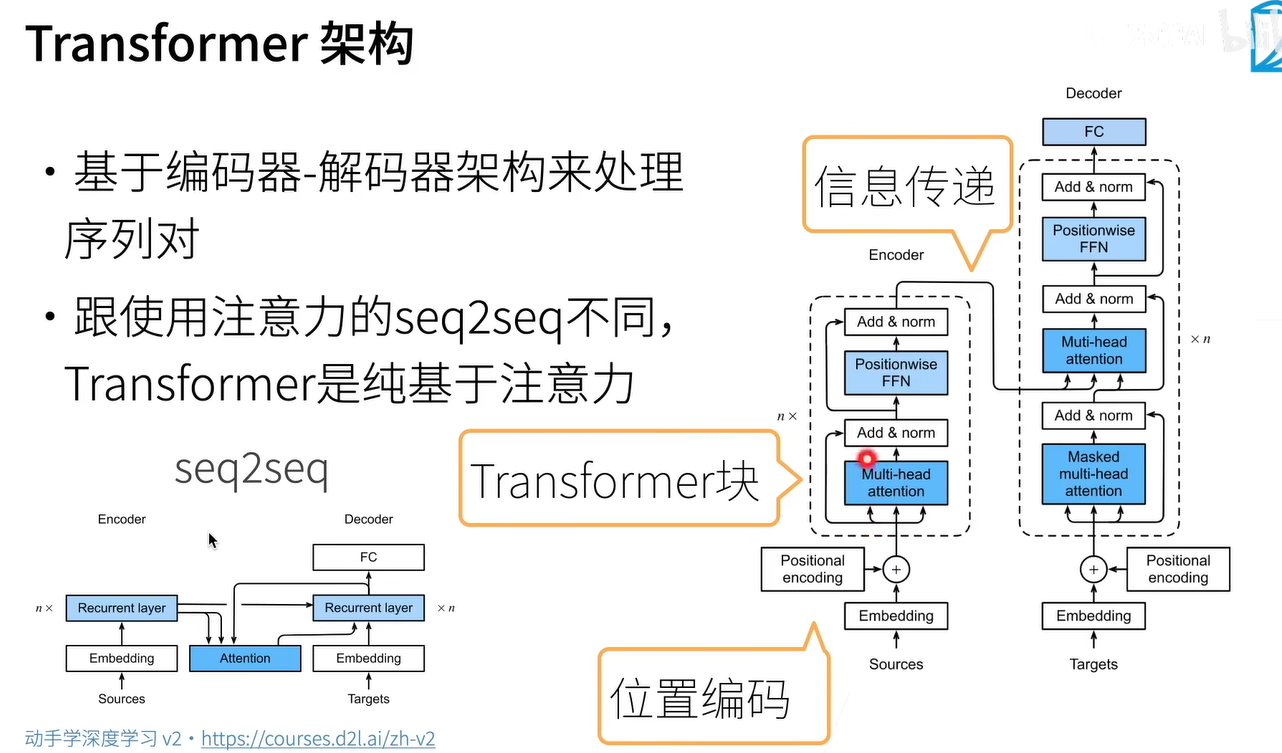 Transformer 架构
· 基于编码器-解码器架构来处理
序列对
· 跟使用注意力的seq2seq不同，
Transformer是纯基于注意力
seq2seq
Encoder
Decoder
FC
n ×
Recurrent layer
Recurrent layer
× n
Embedding
Attention
Embedding
Sources
Targets
信息传递
Transformer块
位置编码
Encoder
Add & norm
Positionwise
FFN
n ×
Add & norm
Multi-head
attention
Positional
encoding
+
Embedding
Sources
Decoder
FC
Add & norm
Positionwise
FFN
Add & norm
Muti-head
attention
× n
Add & norm
Masked
multi-head
attention
+
Positional
encoding
Embedding
Targets
动手学深度学习 v2 · https://courses.d2l.ai/zh-v2